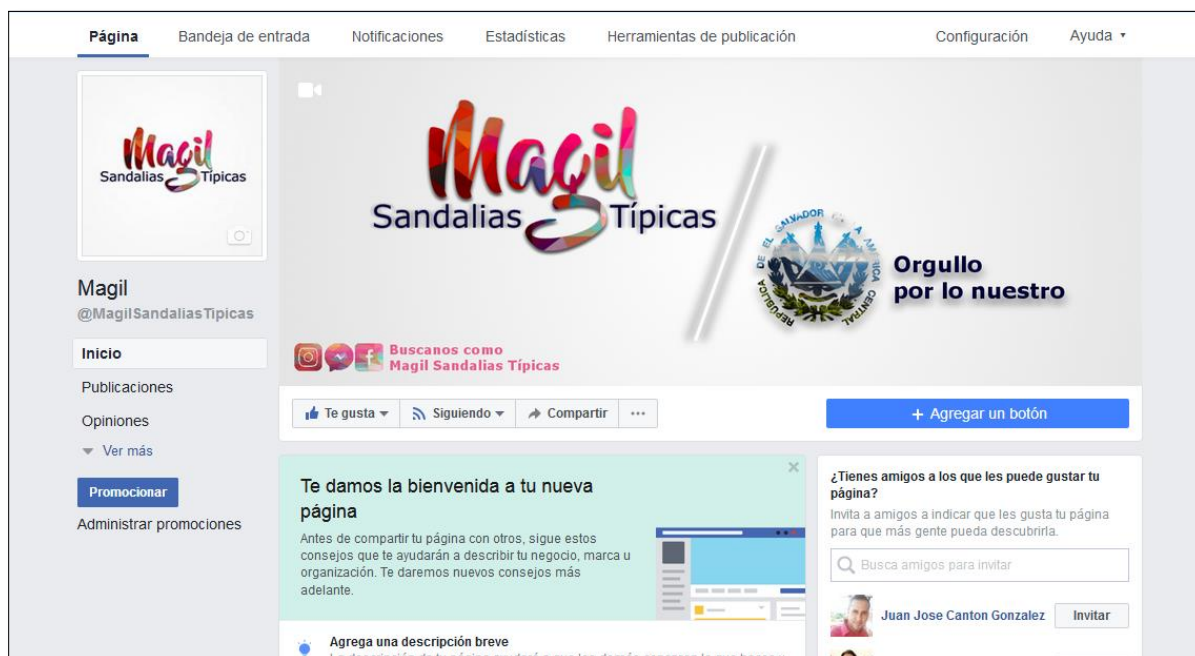 Página Bandeja de entrada Notificaciones Estadísticas Herramientas de publicación Configuración Ayuda
Magil
Sandalias Típicas
Magil
@MagilSandaliasTipicas
Inicio
Publicaciones
Opiniones
Ver más
Promocionar
Administrar promociones
Magil
Sandalias Típicas
REPÚBLICA DE EL SALVADOR EN LA AMÉRICA CENTRAL
Orgullo
por lo nuestro
Buscanos como
Magil Sandalias Típicas
Te gusta Siguiendo Compartir ...
+ Agregar un botón
Te damos la bienvenida a tu nueva
página
Antes de compartir tu página con otros, sigue estos
consejos que te ayudarán a describir tu negocio, marca u
organización. Te daremos nuevos consejos más
adelante.
Agrega una descripción breve
¿Tienes amigos a los que les puede gustar tu
página?
Invita a amigos a indicar que les gusta tu página
para que más gente pueda descubrirla.
Busca amigos para invitar
Juan Jose Canton Gonzalez Invitar